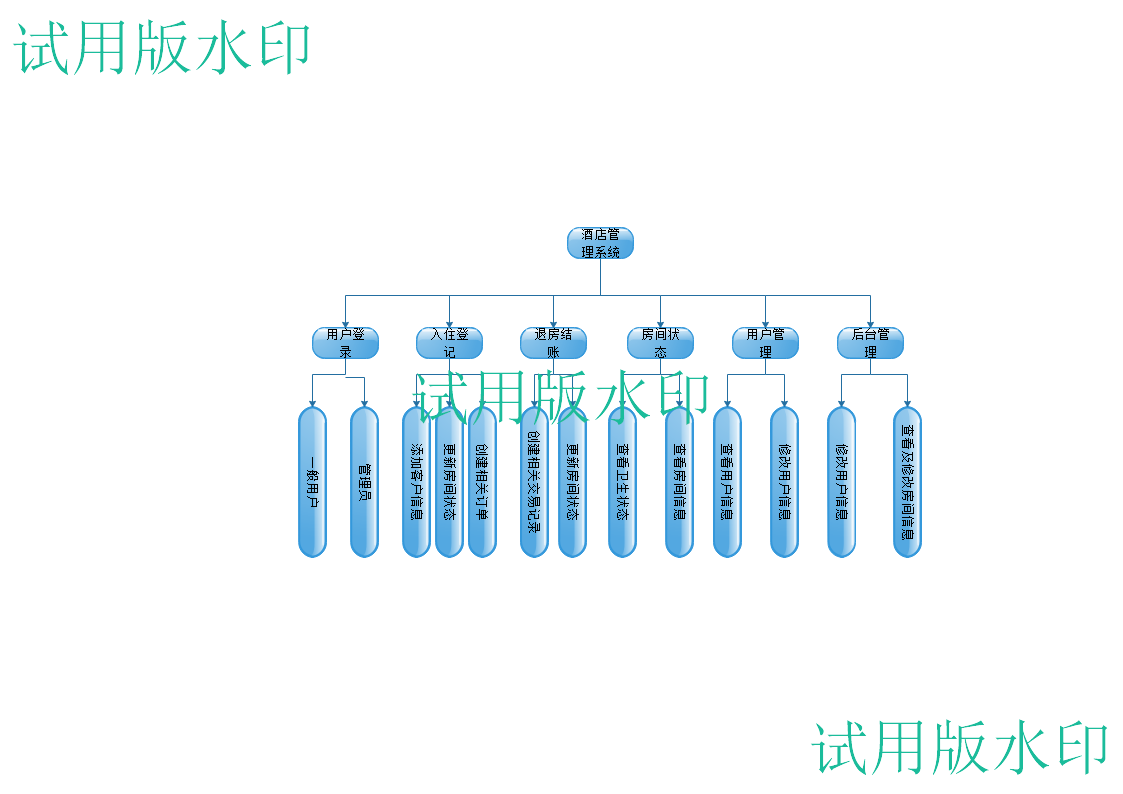 试用版水印
酒店管
理系统
用户登
录
入住登
记
退房结
账
房间状
态
用户管
理
后台管
理
试用版水印
一般用户
管理员
添加客户信息
更新房间状态
创建相关订单
创建相关交易记录
更新房间状态
查看卫生状态
查看房间信息
查看用户信息
修改用户信息
修改用户信息
查看及修改房间信息
试用版水印